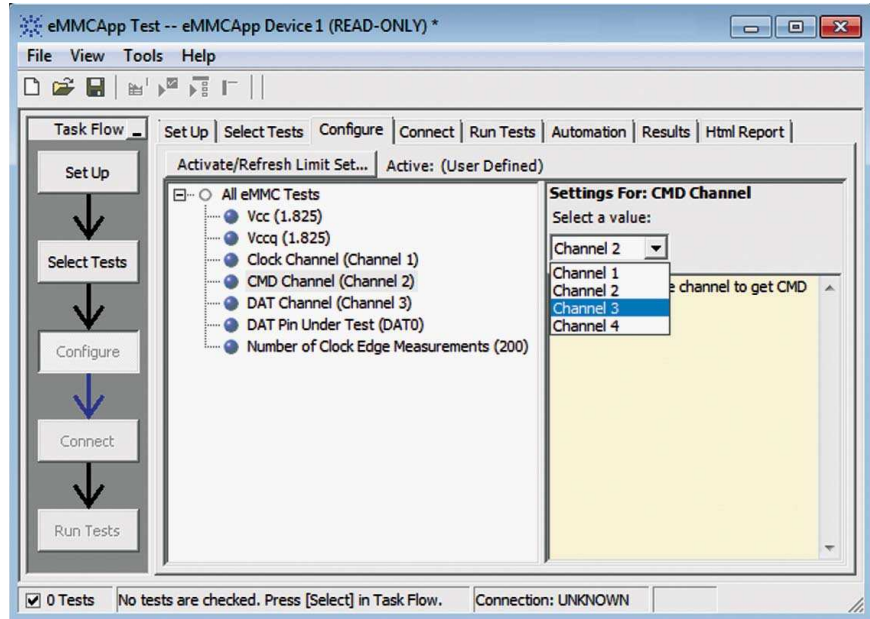 eMMCApp Test -- eMMCApp Device 1 (READ-ONLY) *
File View Tools Help
Task Flow
Set Up
Select Tests
Configure
Connect
Run Tests
Set Up Select Tests Configure Connect Run Tests Automation Results Html Report
Activate/Refresh Limit Set... Active: (User Defined)
All eMMC Tests
Vcc (1.825)
Vccq (1.825)
Clock Channel (Channel 1)
CMD Channel (Channel 2)
DAT Channel (Channel 3)
DAT Pin Under Test (DAT0)
Number of Clock Edge Measurements (200)
Settings For: CMD Channel
Select a value:
Channel 2
Channel 1
Channel 2
Channel 3
Channel 4
channel to get CMD
0 Tests No tests are checked. Press [Select] in Task Flow. Connection: UNKNOWN